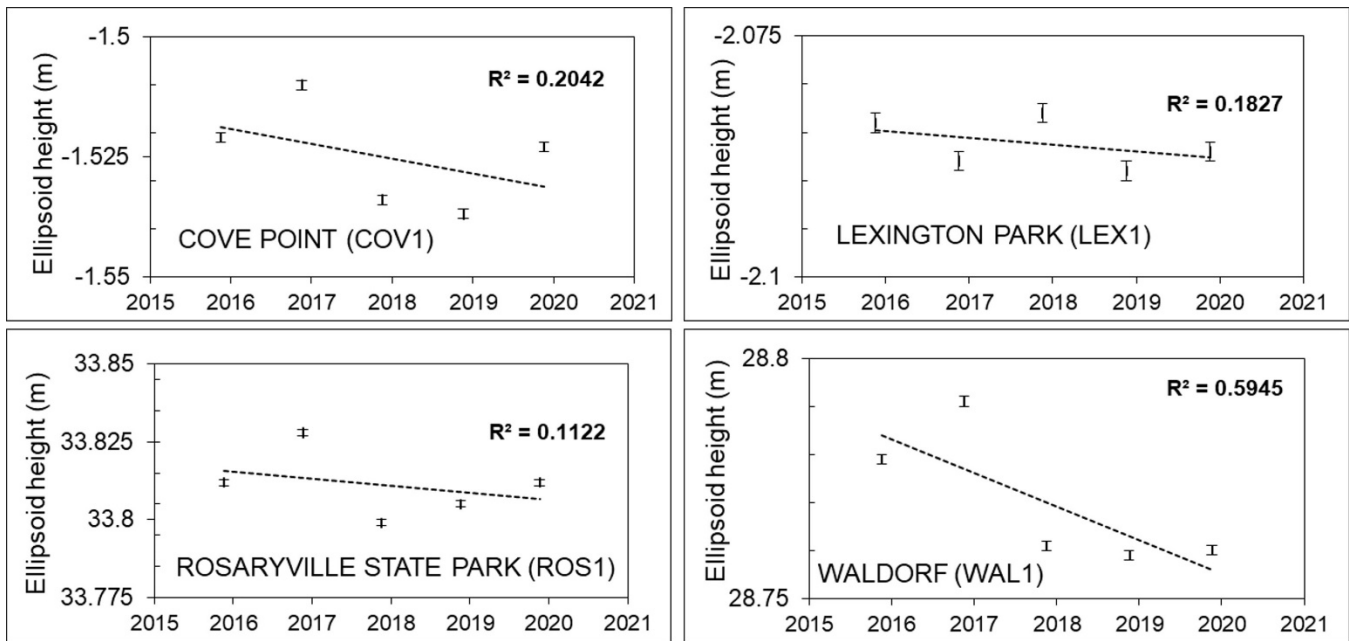 Ellipsoid height (m)
-1.5
-1.525
-1.55
R² = 0.2042
COVE POINT (COV1)
2015 2016 2017 2018 2019 2020 2021
Ellipsoid height (m)
-2.075
-2.1
R² = 0.1827
LEXINGTON PARK (LEX1)
2015 2016 2017 2018 2019 2020 2021
Ellipsoid height (m)
33.85
33.825
33.8
33.775
R² = 0.1122
ROSARYVILLE STATE PARK (ROS1)
2015 2016 2017 2018 2019 2020 2021
Ellipsoid height (m)
28.8
28.75
R² = 0.5945
WALDORF (WAL1)
2015 2016 2017 2018 2019 2020 2021